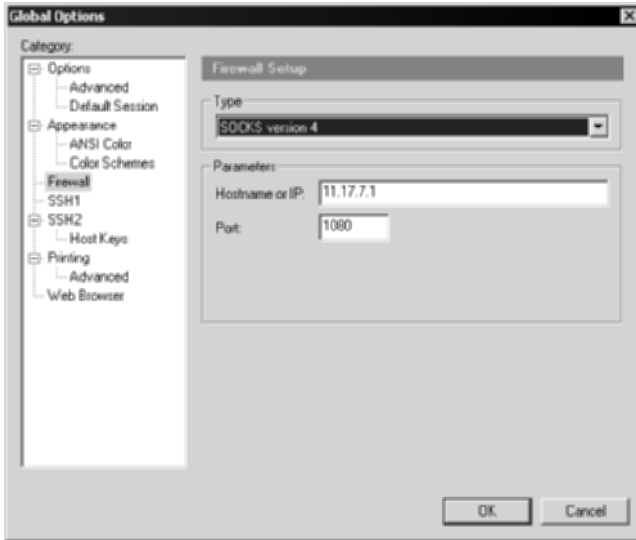 Global Options
Category:
Options
Advanced
Default Session
Appearance
ANSI Color
Color Schemes
Firewall
SSH1
SSH2
Host Keys
Printing
Advanced
Web Browser
Firewall Setup
Type
SOCKS version 4
Parameters
Hostname or IP: 11.17.7.1
Port: 1080
OK Cancel